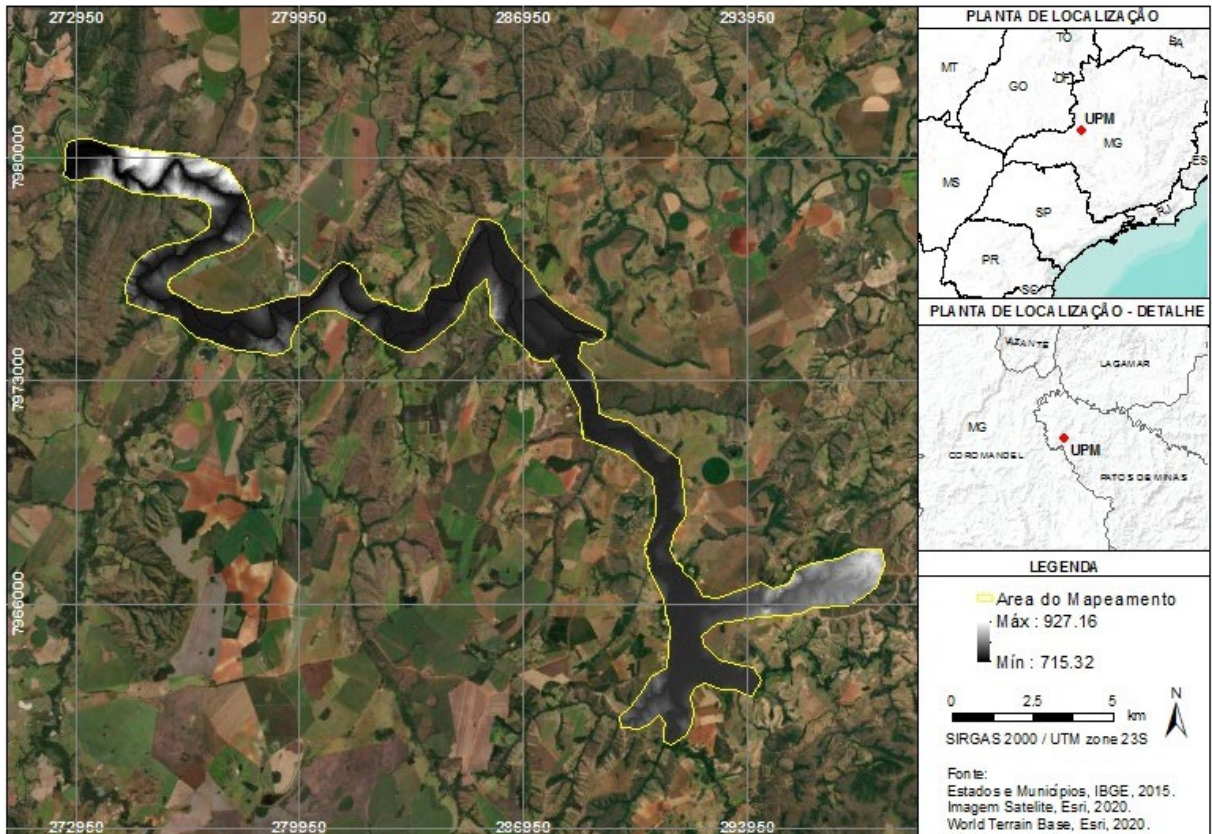 272950 279950 286950 293950
7980000
7973000
7966000
272950 279950 286950 293950
PLANTA DE LOCALIZAÇÃO
TO
BA
MT
GO
DF
UPM
MG
ES
MS
SP
RJ
PR
SC
PLANTA DE LOCALIZAÇÃO - DETALHE
VAZANTE
LAGAMAR
MG
COROMANDEL
UPM
PATOS DE MINAS
LEGENDA
Area do Mapeamento
Máx : 927.16
Mín : 715.32
0 2.5 5 km
N
SIRGAS 2000 / UTM zone 23S
Fonte:
Estados e Municípios, IBGE, 2015.
Imagem Satelite, Esri, 2020.
World Terrain Base, Esri, 2020.